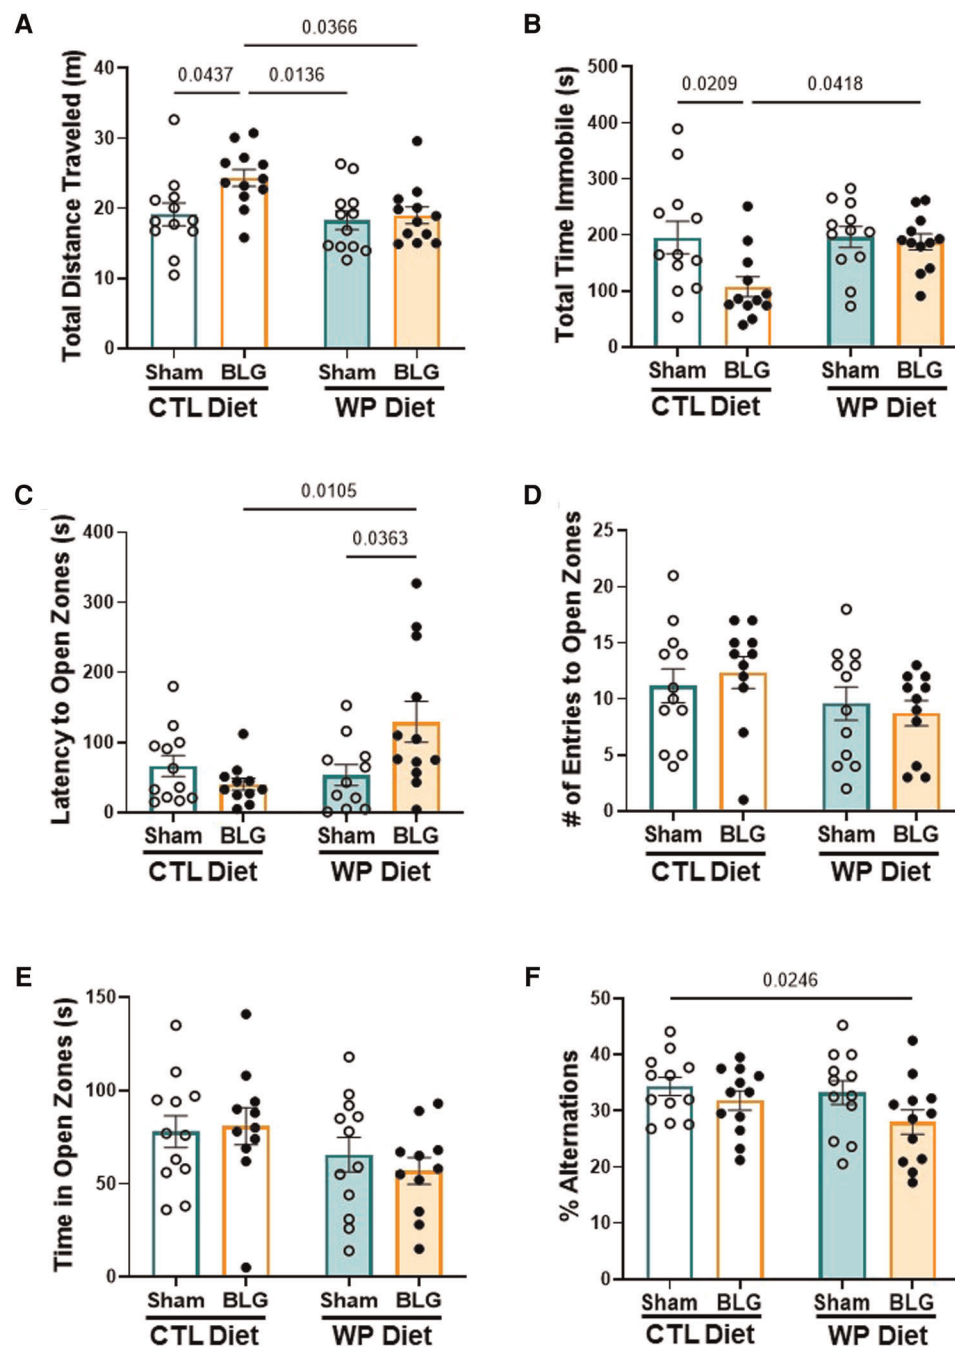 A
Total Distance Traveled (m)
0.0366
0.0437
0.0136
40
30
20
10
0
Sham BLG Sham BLG
CTL Diet WP Diet
B
Total Time Immobile (s)
0.0209
0.0418
500
400
300
200
100
0
Sham BLG Sham BLG
CTL Diet WP Diet
C
Latency to Open Zones (s)
0.0105
0.0363
400
300
200
100
0
Sham BLG Sham BLG
CTL Diet WP Diet
D
# of Entries to Open Zones
25
20
15
10
5
0
Sham BLG Sham BLG
CTL Diet WP Diet
E
Time in Open Zones (s)
150
100
50
0
Sham BLG Sham BLG
CTL Diet WP Diet
F
% Alternations
0.0246
50
40
30
20
10
0
Sham BLG Sham BLG
CTL Diet WP Diet